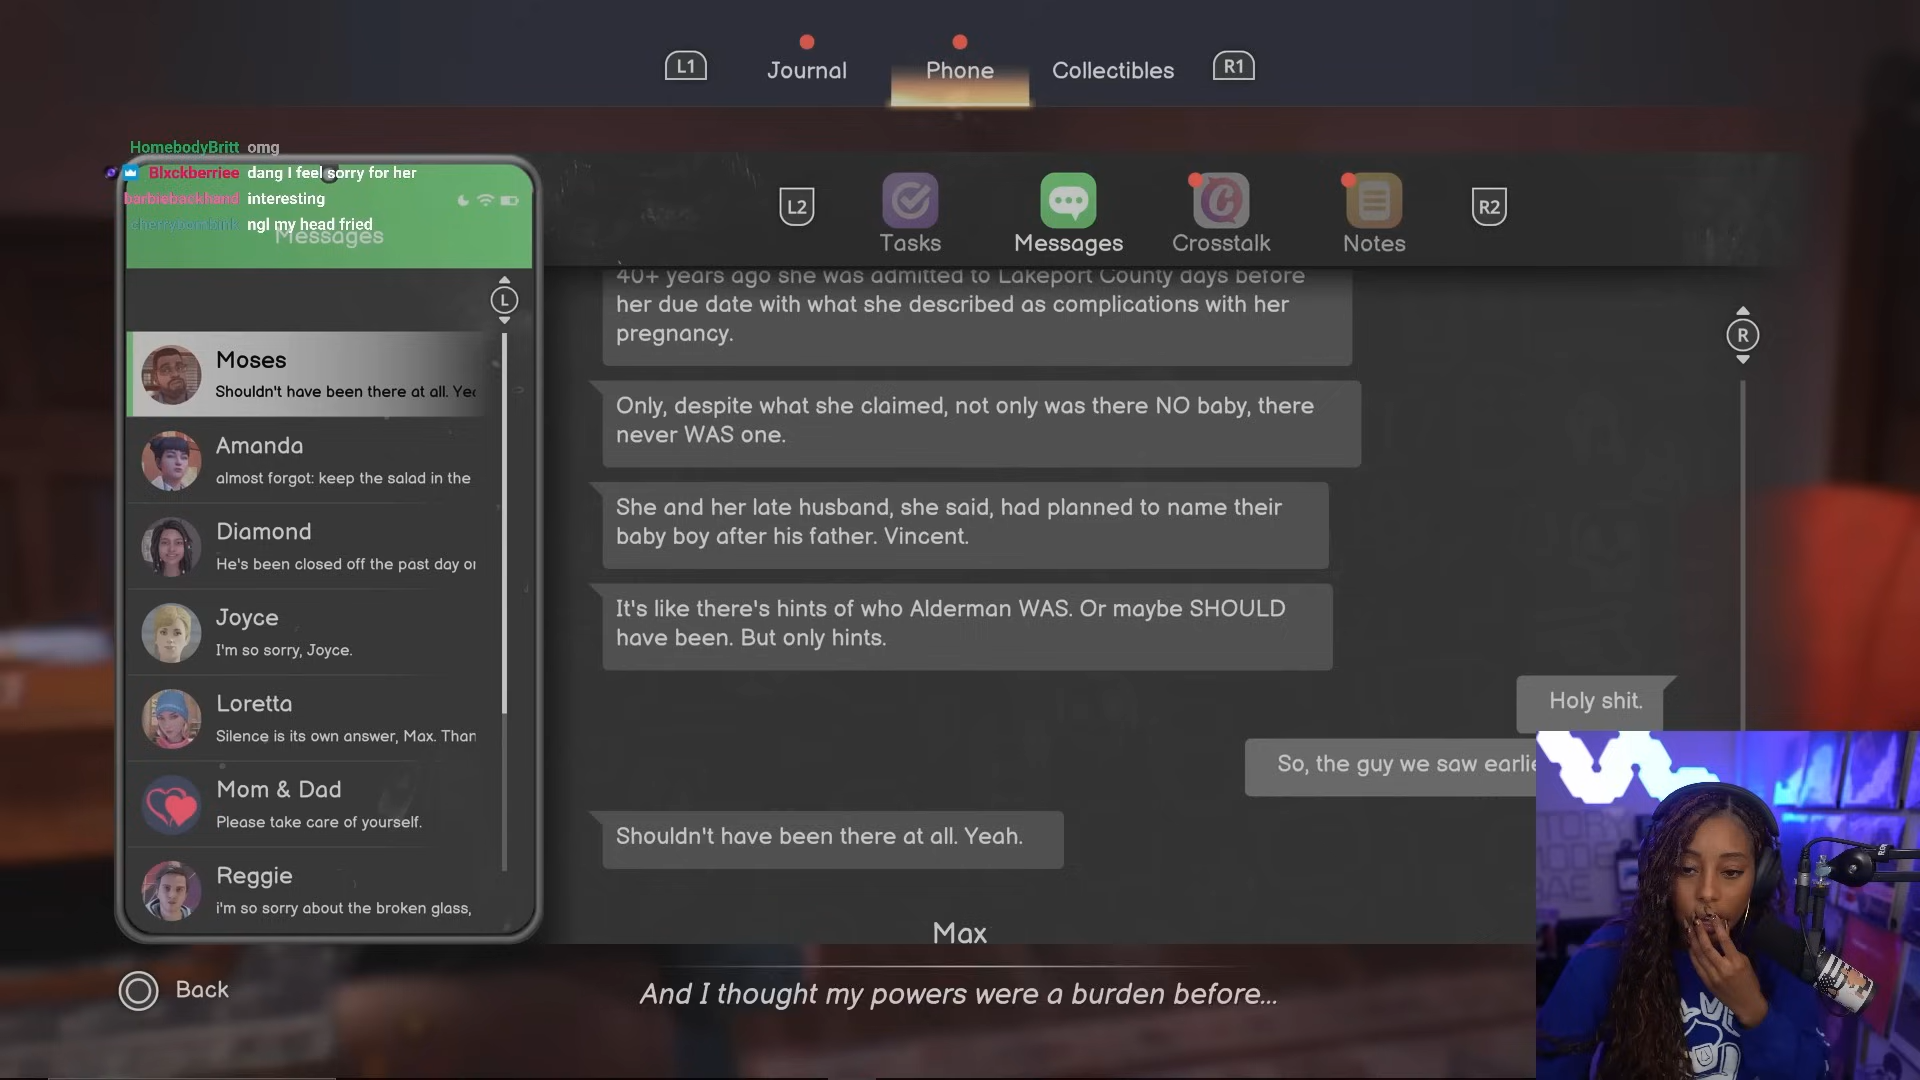 L1
Journal
Phone
Collectibles
R1
HomebodyBritt omg
Blxckberriee dang I feel sorry for her
barbiebackhand interesting
ngl my head fried
Messages
L2
Tasks
Messages
Crosstalk
Notes
R2
L
Moses
Shouldn't have been there at all. Yea
Amanda
almost forgot: keep the salad in the
Diamond
He's been closed off the past day or
Joyce
I'm so sorry, Joyce.
Loretta
Silence is its own answer, Max. Than
Mom & Dad
Please take care of yourself.
Reggie
i'm so sorry about the broken glass,
40+ years ago she was admitted to Lakeport County days before
her due date with what she described as complications with her
pregnancy.
Only, despite what she claimed, not only was there NO baby, there
never WAS one.
She and her late husband, she said, had planned to name their
baby boy after his father. Vincent.
It's like there's hints of who Alderman WAS. Or maybe SHOULD
have been. But only hints.
R
Holy shit.
So, the guy we saw earlie
Shouldn't have been there at all. Yeah.
Max
And I thought my powers were a burden before...
Back